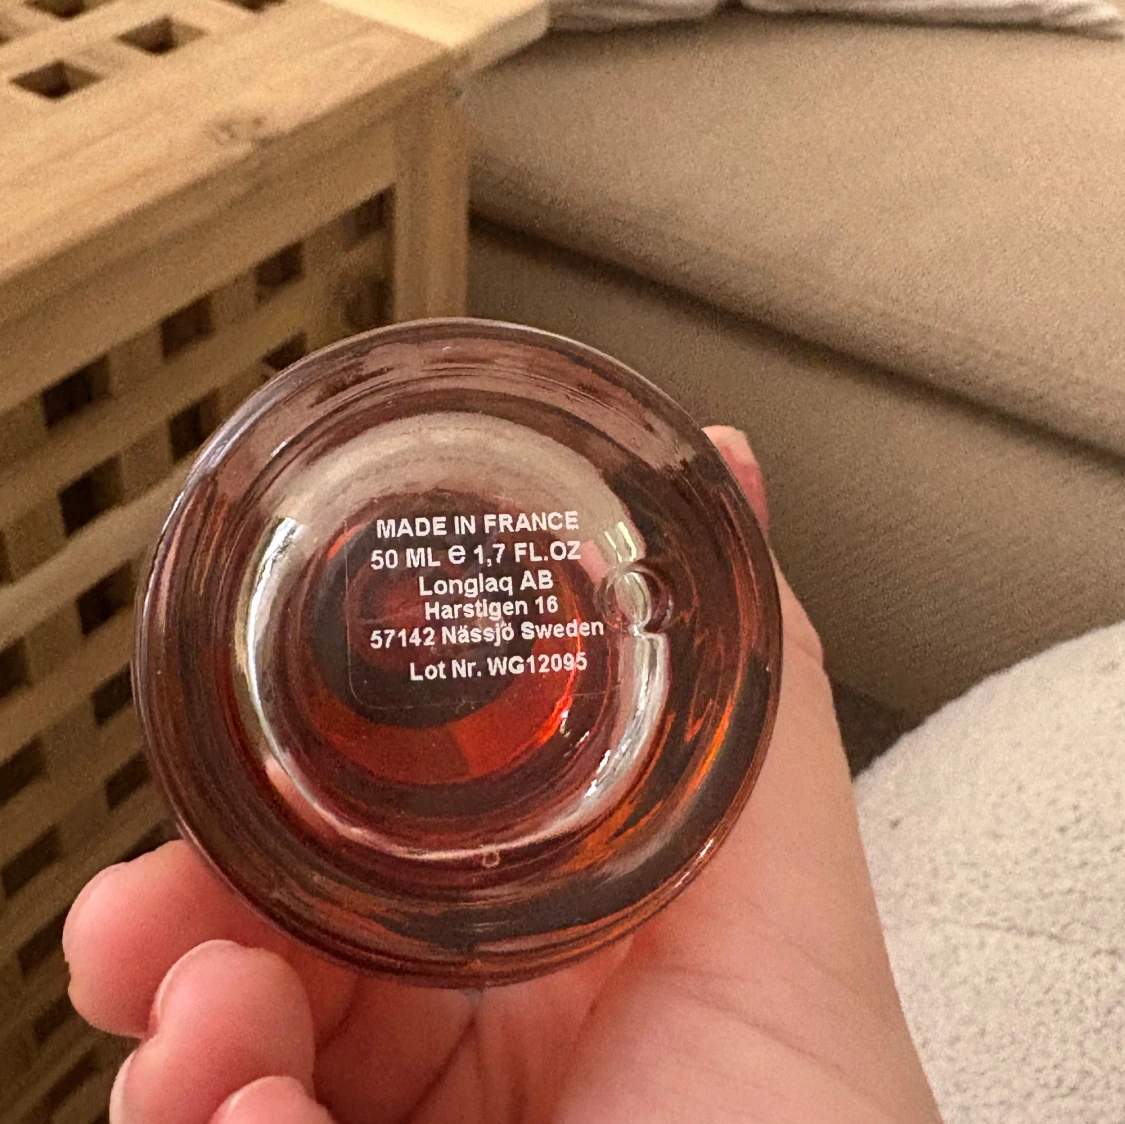 MADE IN FRANCE
50 ML ℮ 1,7 FL.OZ
Longlaq AB
Harstigen 16
57142 Nässjö Sweden
Lot Nr. WG12095